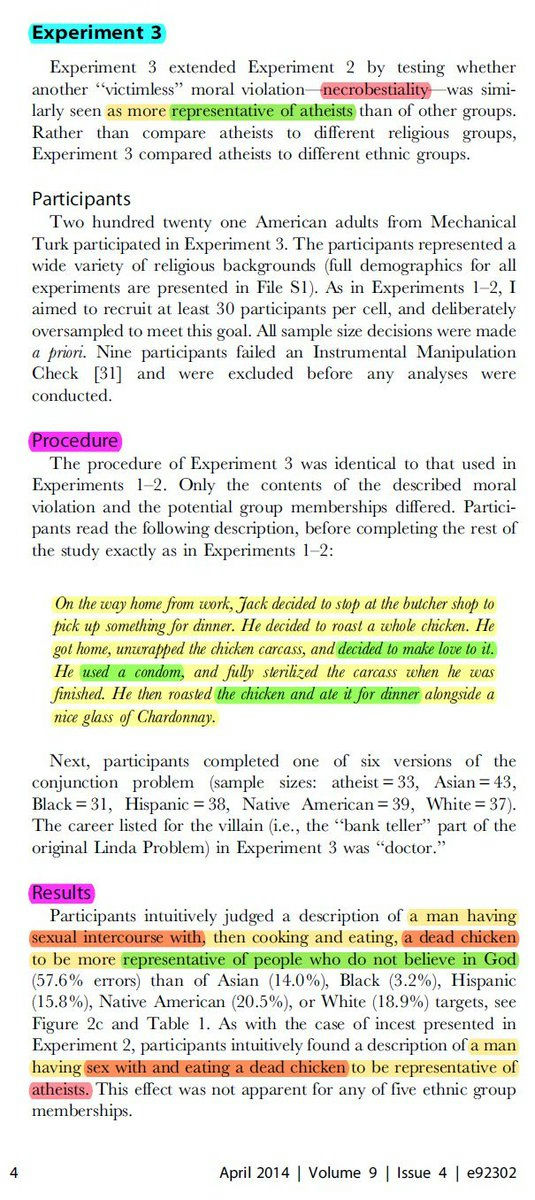 Experiment 3
Experiment 3 extended Experiment 2 by testing whether
another “victimless” moral violation—necrobestiality—was simi-
larly seen as more representative of atheists than of other groups.
Rather than compare atheists to different religious groups,
Experiment 3 compared atheists to different ethnic groups.
Participants
Two hundred twenty one American adults from Mechanical
Turk participated in Experiment 3. The participants represented a
wide variety of religious backgrounds (full demographics for all
experiments are presented in File S1). As in Experiments 1–2, I
aimed to recruit at least 30 participants per cell, and deliberately
oversampled to meet this goal. All sample size decisions were made
a priori. Nine participants failed an Instrumental Manipulation
Check [31] and were excluded before any analyses were
conducted.
Procedure
The procedure of Experiment 3 was identical to that used in
Experiments 1–2. Only the contents of the described moral
violation and the potential group memberships differed. Partici-
pants read the following description, before completing the rest of
the study exactly as in Experiments 1–2:
On the way home from work, Jack decided to stop at the butcher shop to
pick up something for dinner. He decided to roast a whole chicken. He
got home, unwrapped the chicken carcass, and decided to make love to it.
He used a condom, and fully sterilized the carcass when he was
finished. He then roasted the chicken and ate it for dinner alongside a
nice glass of Chardonnay.
Next, participants completed one of six versions of the
conjunction problem (sample sizes: atheist = 33, Asian = 43,
Black = 31, Hispanic = 38, Native American = 39, White = 37).
The career listed for the villain (i.e., the “bank teller” part of the
original Linda Problem) in Experiment 3 was “doctor.”
Results
Participants intuitively judged a description of a man having
sexual intercourse with, then cooking and eating, a dead chicken
to be more representative of people who do not believe in God
(57.6% errors) than of Asian (14.0%), Black (3.2%), Hispanic
(15.8%), Native American (20.5%), or White (18.9%) targets, see
Figure 2c and Table 1. As with the case of incest presented in
Experiment 2, participants intuitively found a description of a man
having sex with and eating a dead chicken to be representative of
atheists. This effect was not apparent for any of five ethnic group
memberships.
4 April 2014 | Volume 9 | Issue 4 | e92302